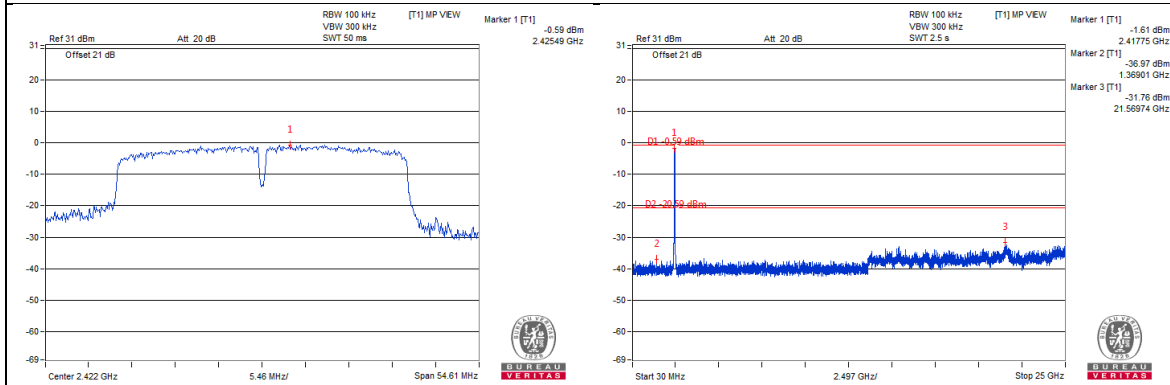 RBW 100 kHz
[T1] MP VIEW
VBW 300 kHz
Ref 31 dBm
Att 20 dB
SWT 50 ms
Marker 1 [T1]
-0.59 dBm
2.42549 GHz
31
Offset 21 dB
20
10
0
-10
-20
-30
-40
-50
-60
-69
1
Center 2.422 GHz
5.46 MHz/
Span 54.61 MHz
BUREAU VERITAS
1828
BUREAU
VERITAS
RBW 100 kHz
[T1] MP VIEW
VBW 300 kHz
Ref 31 dBm
Att 20 dB
SWT 2.5 s
Marker 1 [T1]
-1.61 dBm
2.41775 GHz
Marker 2 [T1]
-36.97 dBm
1.36901 GHz
Marker 3 [T1]
-31.76 dBm
21.56974 GHz
31
Offset 21 dB
20
10
0
-10
-20
-30
-40
-50
-60
-69
1
D1 -0.59 dBm
D2 -20.59 dBm
2
3
Start 30 MHz
2.497 GHz/
Stop 25 GHz
BUREAU VERITAS
1828
BUREAU
VERITAS